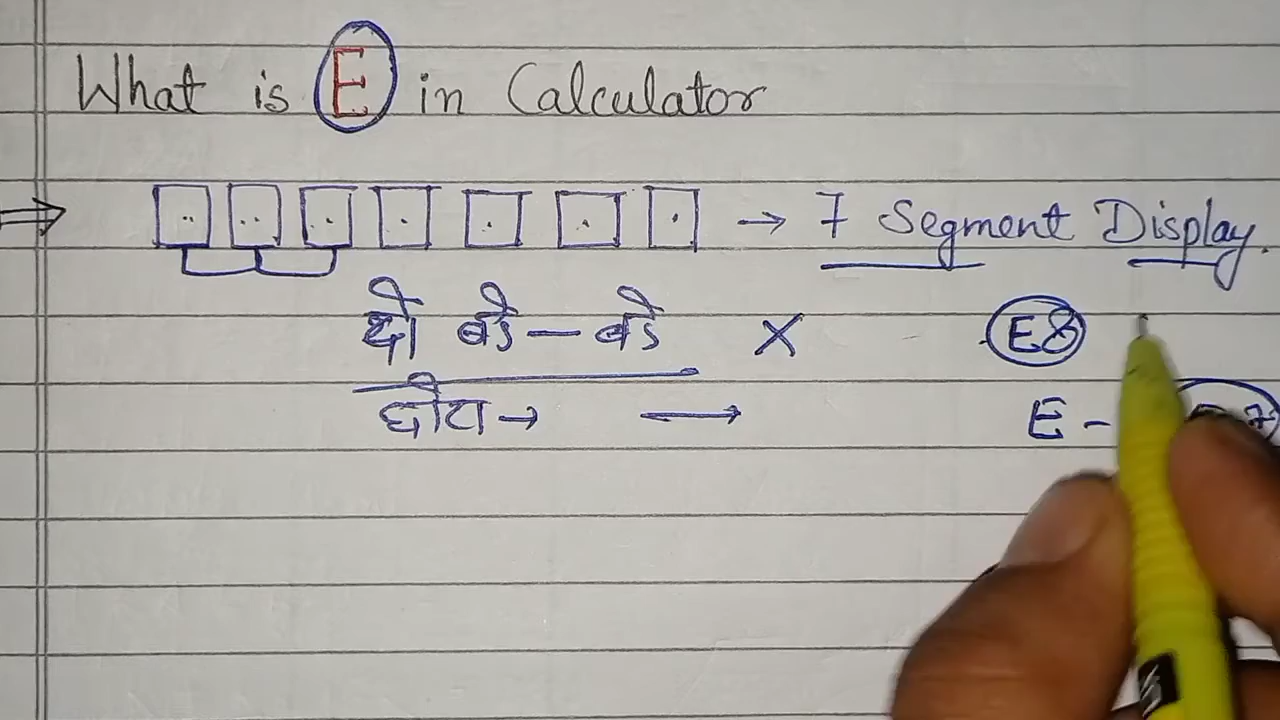 What is E in Calculator
⇒ → 7 Segment Display.
दो बडे – बडे × E8
छोटा → → E -